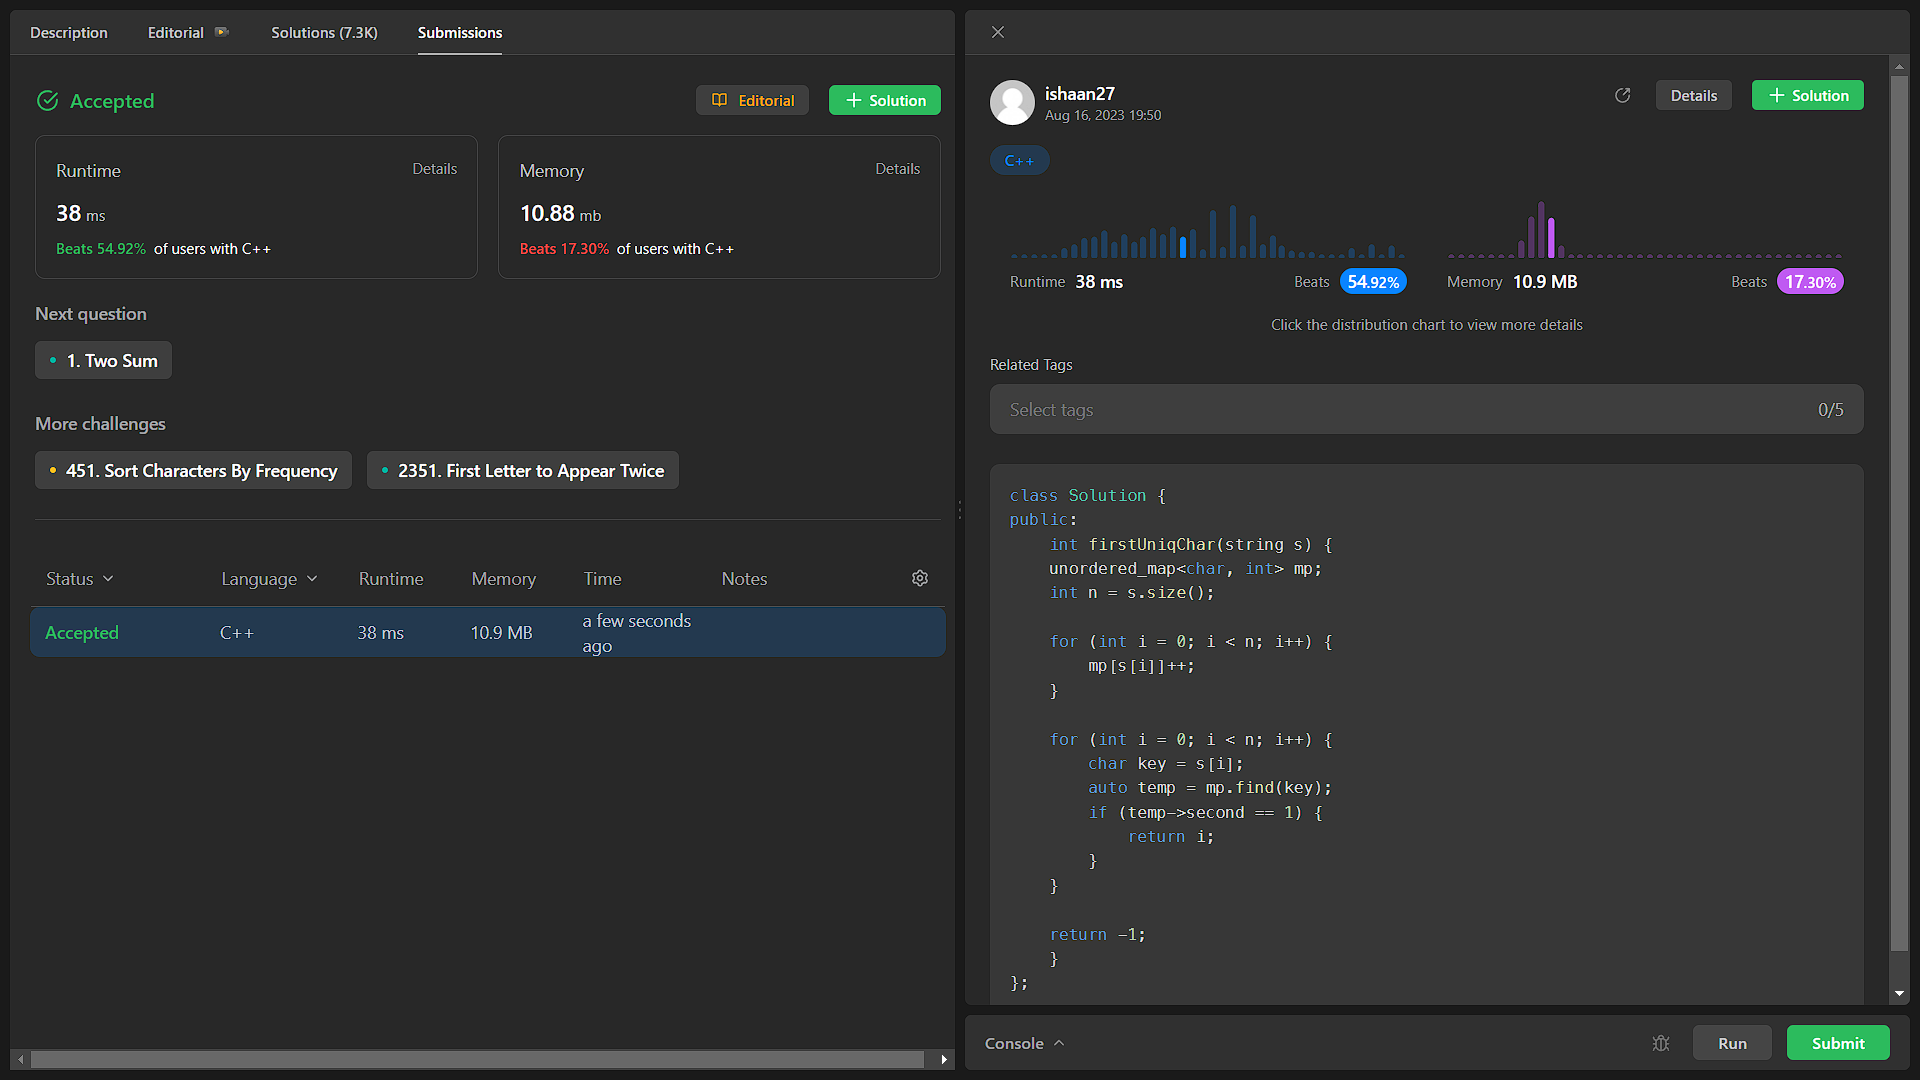 Description Editorial Solutions (7.3K) Submissions
Accepted Editorial + Solution
Runtime Details
38 ms
Beats 54.92% of users with C++
Memory Details
10.88 mb
Beats 17.30% of users with C++
Next question
1. Two Sum
More challenges
451. Sort Characters By Frequency 2351. First Letter to Appear Twice
Status Language Runtime Memory Time Notes
Accepted C++ 38 ms 10.9 MB a few seconds
ago
ishaan27
Aug 16, 2023 19:50
Details + Solution
C++
Runtime 38 ms Beats 54.92% Memory 10.9 MB Beats 17.30%
Click the distribution chart to view more details
Related Tags
Select tags 0/5
class Solution {
public:
    int firstUniqChar(string s) {
    unordered_map<char, int> mp;
    int n = s.size();
    for (int i = 0; i < n; i++) {
        mp[s[i]]++;
    }
    for (int i = 0; i < n; i++) {
        char key = s[i];
        auto temp = mp.find(key);
        if (temp->second == 1) {
            return i;
        }
    }
    return -1;
    }
};
Console Run Submit